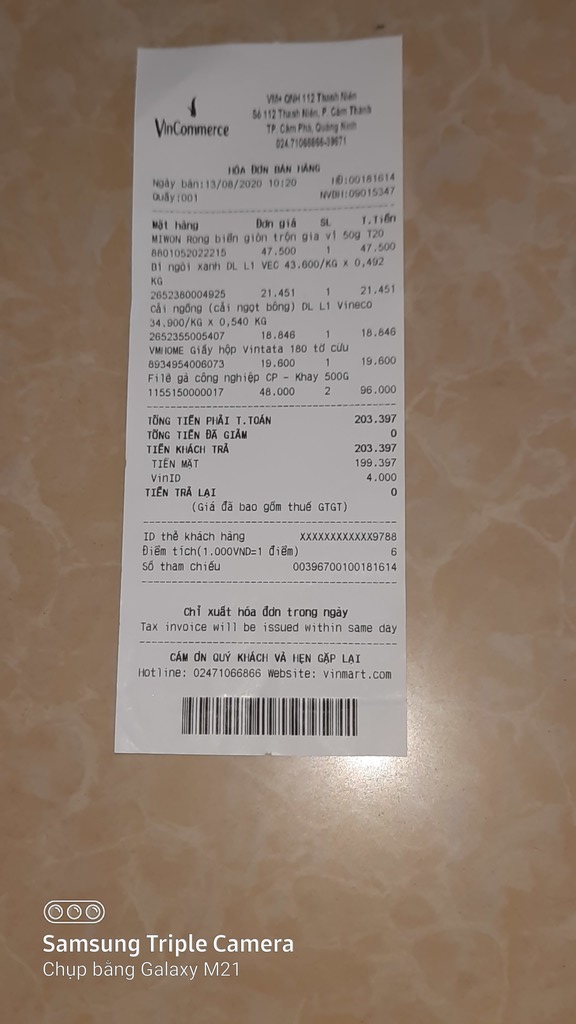 VinCommerce
VM+ QNH 112 Thanh Niên
Số 112 Thanh Niên, P. Cẩm Thành
TP. Cẩm Phả, Quảng Ninh
024.71066866-39671
HÓA ĐƠN BÁN HÀNG
Ngày bán:13/08/2020 10:20 HĐ:00181614
Quầy:001 NVBH:09015347
Mặt hàng Đơn giá SL T.Tiền
MIWON Rong biển giòn trộn gia vị 50g T20
8801052022215 47.500 1 47.500
Bí ngòi xanh DL L1 VEC 43.600/KG x 0,492
KG
2652380004925 21.451 1 21.451
Cải ngồng (cải ngọt bông) DL L1 Vineco
34.900/KG X 0,540 KG
2652355005407 18.846 1 18.846
VMHOME Giấy hộp Vintata 180 tờ cừu
8934954006073 19.600 1 19.600
Filê gà công nghiệp CP - Khay 500G
1155150000017 48.000 2 96.000
TỔNG TIỀN PHẢI T.TOÁN 203.397
TỔNG TIỀN ĐÃ GIẢM 0
TIỀN KHÁCH TRẢ 203.397
TIỀN MẶT 199.397
VinID 4.000
TIỀN TRẢ LẠI 0
(Giá đã bao gồm thuế GTGT)
ID thẻ khách hàng XXXXXXXXXXXX9788
Điểm tích(1.000VND=1 điểm) 6
Số tham chiếu 00396700100181614
Chỉ xuất hóa đơn trong ngày
Tax invoice will be issued within same day
CẢM ƠN QUÝ KHÁCH VÀ HẸN GẶP LẠI
Hotline: 02471066866 Website: vinmart.com
Samsung Triple Camera
Chụp bằng Galaxy M21